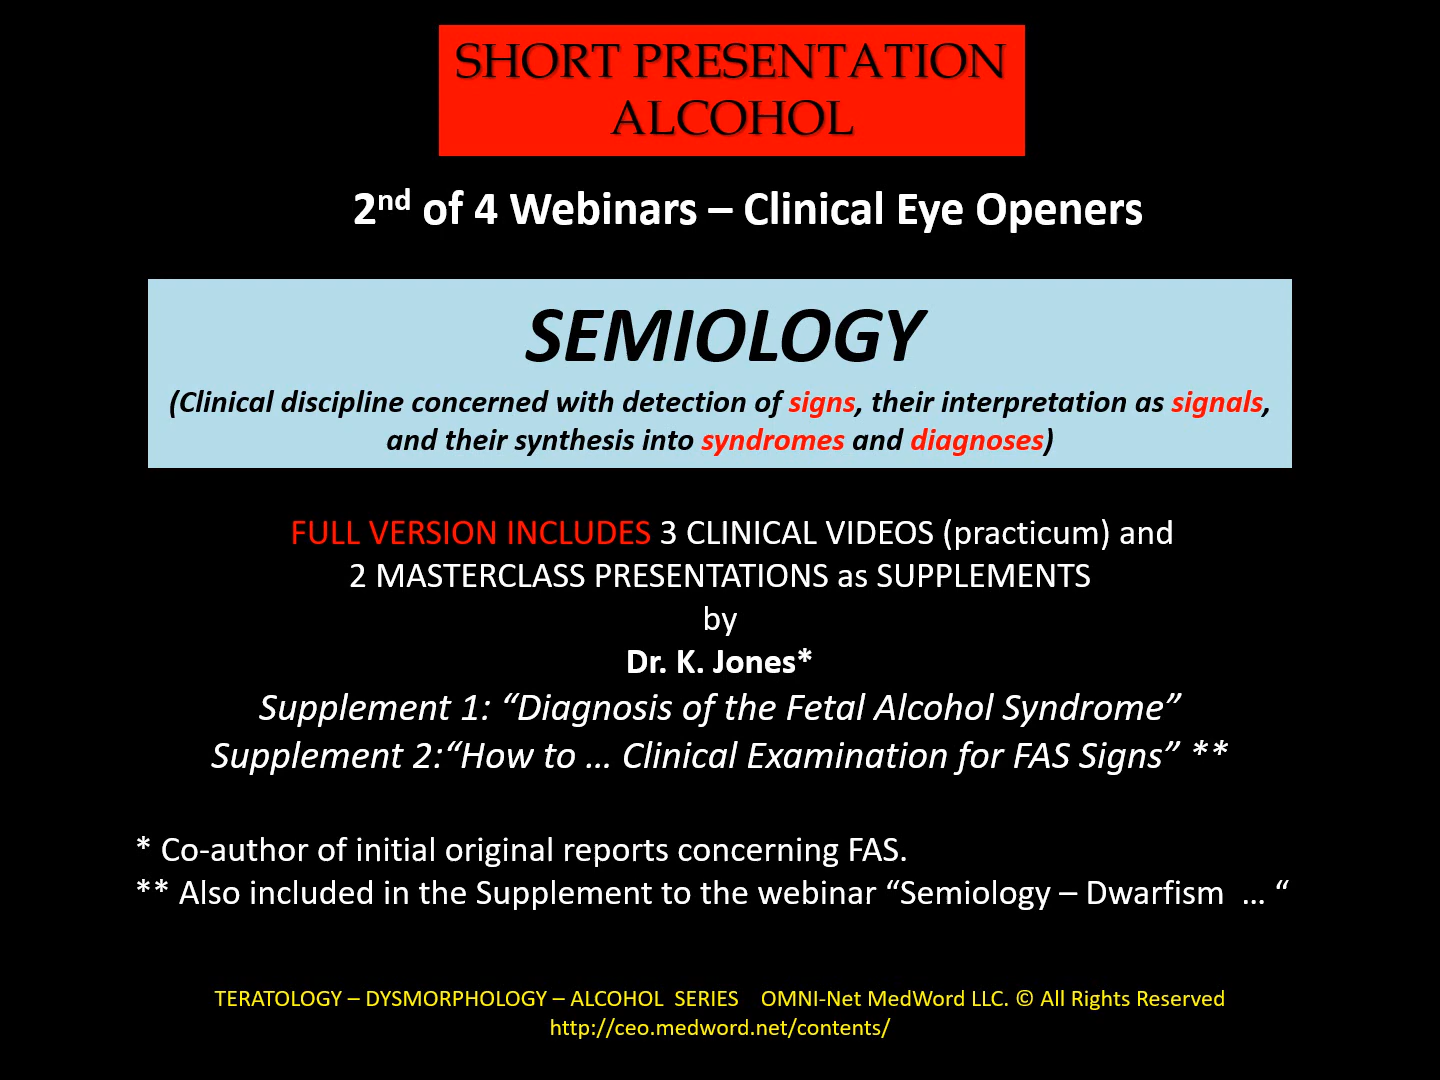 SHORT PRESENTATION
ALCOHOL
2nd of 4 Webinars – Clinical Eye Openers
SEMIOLOGY
(Clinical discipline concerned with detection of signs, their interpretation as signals,
and their synthesis into syndromes and diagnoses)
FULL VERSION INCLUDES 3 CLINICAL VIDEOS (practicum) and
2 MASTERCLASS PRESENTATIONS as SUPPLEMENTS
by
Dr. K. Jones*
Supplement 1: “Diagnosis of the Fetal Alcohol Syndrome”
Supplement 2:“How to … Clinical Examination for FAS Signs” **
* Co-author of initial original reports concerning FAS.
** Also included in the Supplement to the webinar “Semiology – Dwarfism … “
TERATOLOGY – DYSMORPHOLOGY – ALCOHOL SERIES OMNI-Net MedWord LLC. © All Rights Reserved
http://ceo.medword.net/contents/